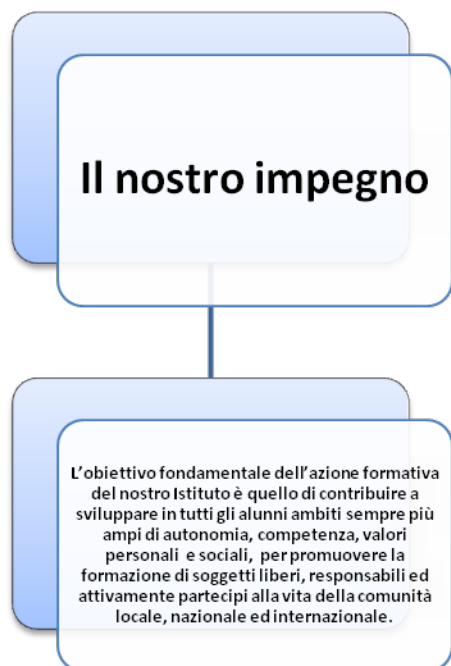 Il nostro impegno
L'obiettivo fondamentale dell'azione formativa
del nostro Istituto è quello di contribuire a
sviluppare in tutti gli alunni ambiti sempre più
ampi di autonomia, competenza, valori
personali e sociali, per promuovere la
formazione di soggetti liberi, responsabili ed
attivamente partecipi alla vita della comunità
locale, nazionale ed internazionale.